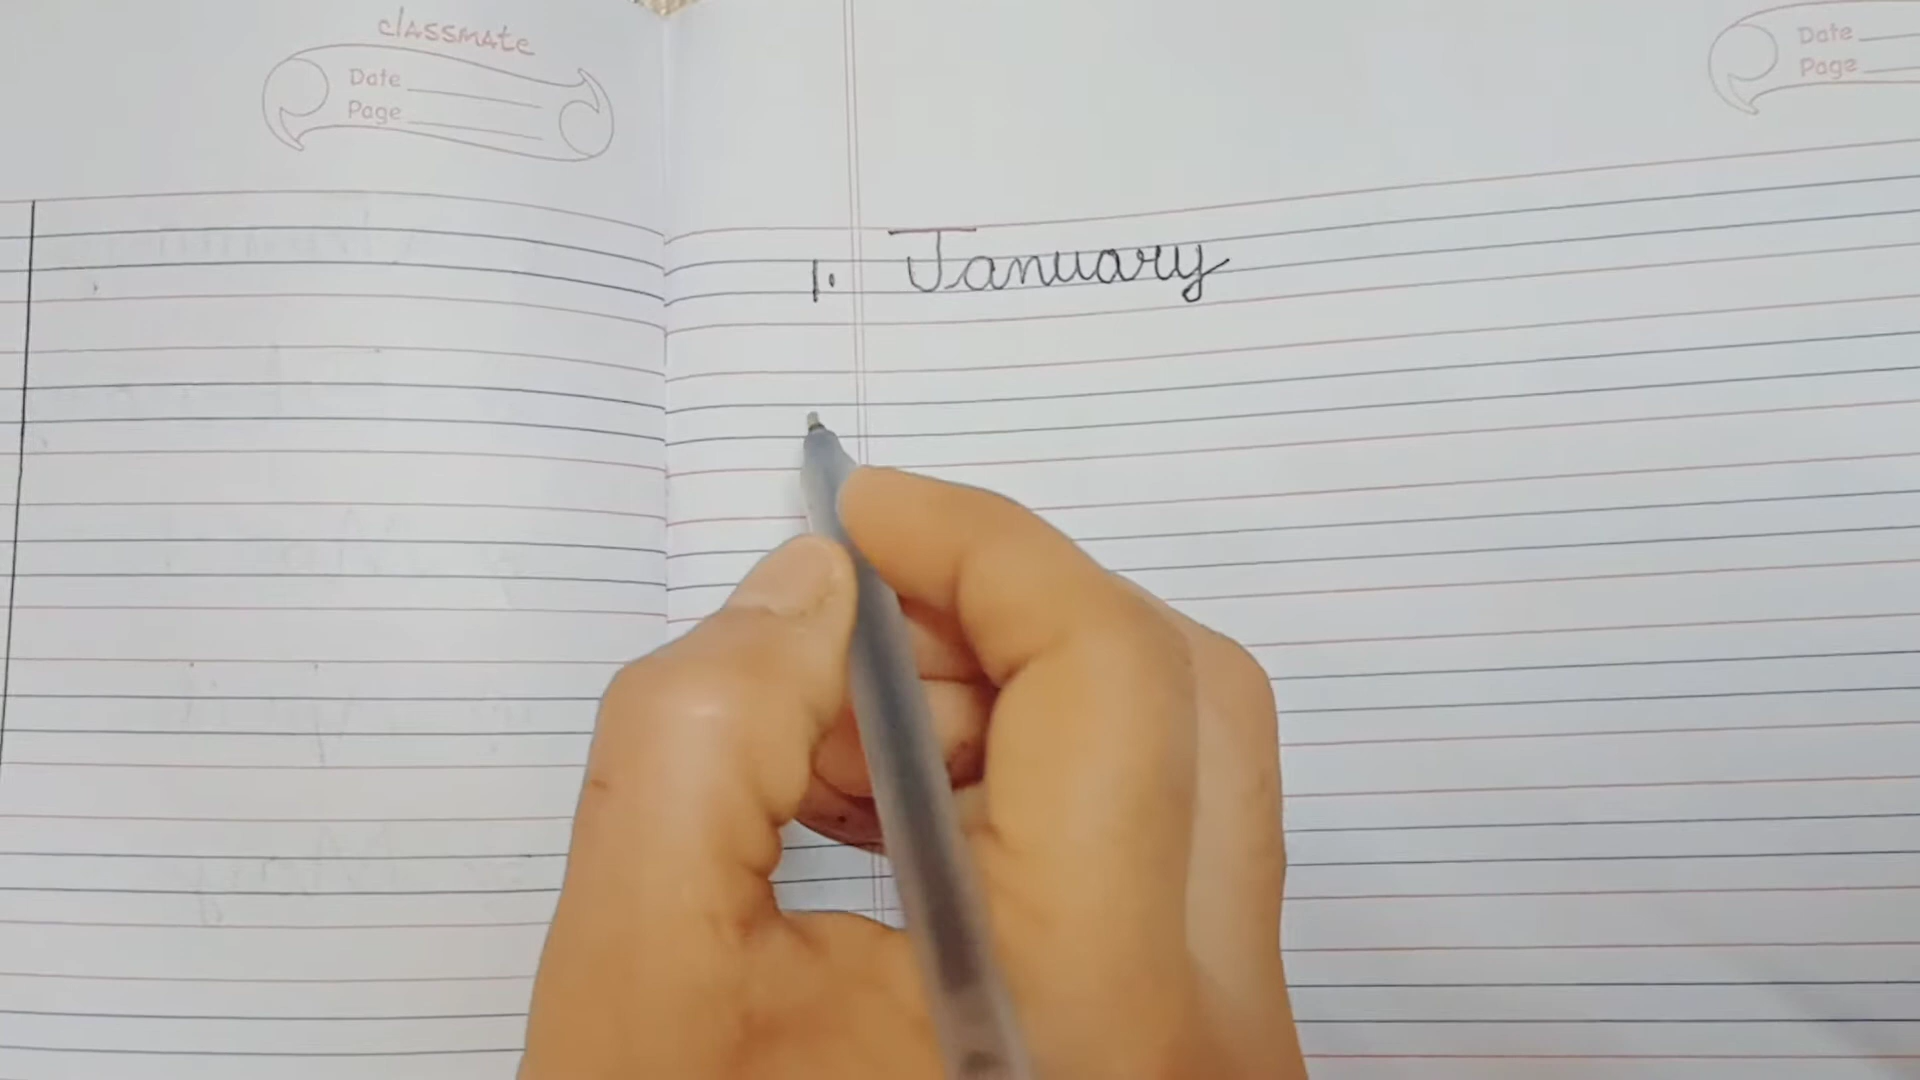 classmate
Date
Page
Date
Page
1. January